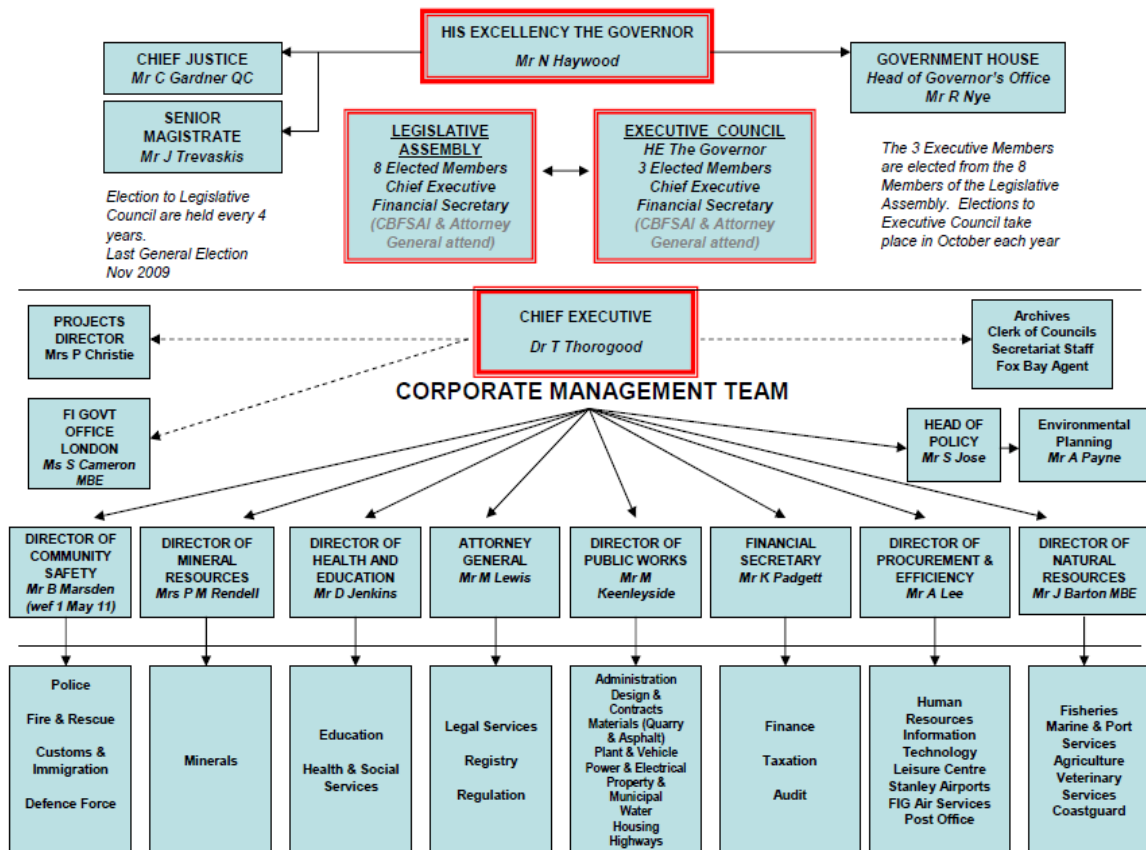 HIS EXCELLENCY THE GOVERNOR
Mr N Haywood
CHIEF JUSTICE
Mr C Gardner QC
GOVERNMENT HOUSE
Head of Governor's Office
Mr R Nye
SENIOR
MAGISTRATE
Mr J Trevaskis
LEGISLATIVE
ASSEMBLY
8 Elected Members
Chief Executive
Financial Secretary
(CBFSAI & Attorney
General attend)
EXECUTIVE COUNCIL
HE The Governor
3 Elected Members
Chief Executive
Financial Secretary
(CBFSAI & Attorney
General attend)
The 3 Executive Members
are elected from the 8
Members of the Legislative
Assembly. Elections to
Executive Council take
place in October each year
Election to Legislative
Council are held every 4
years.
Last General Election
Nov 2009
CHIEF EXECUTIVE
Dr T Thorogood
PROJECTS
DIRECTOR
Mrs P Christie
Archives
Clerk of Councils
Secretariat Staff
Fox Bay Agent
CORPORATE MANAGEMENT TEAM
FI GOVT
OFFICE
LONDON
Ms S Cameron
MBE
HEAD OF
POLICY
Mr S Jose
Environmental
Planning
Mr A Payne
DIRECTOR OF
COMMUNITY
SAFETY
Mr B Marsden
(wef 1 May 11)
DIRECTOR OF
MINERAL
RESOURCES
Mrs P M Rendell
DIRECTOR OF
HEALTH AND
EDUCATION
Mr D Jenkins
ATTORNEY
GENERAL
Mr M Lewis
DIRECTOR OF
PUBLIC WORKS
Mr M
Keenleyside
FINANCIAL
SECRETARY
Mr K Padgett
DIRECTOR OF
PROCUREMENT &
EFFICIENCY
Mr A Lee
DIRECTOR OF
NATURAL
RESOURCES
Mr J Barton MBE
Police
Fire & Rescue
Customs &
Immigration
Defence Force
Minerals
Education
Health & Social
Services
Legal Services
Registry
Regulation
Administration
Design &
Contracts
Materials (Quarry
& Asphalt)
Plant & Vehicle
Power & Electrical
Property &
Municipal
Water
Housing
Highways
Finance
Taxation
Audit
Human
Resources
Information
Technology
Leisure Centre
Stanley Airports
FIG Air Services
Post Office
Fisheries
Marine & Port
Services
Agriculture
Veterinary
Services
Coastguard